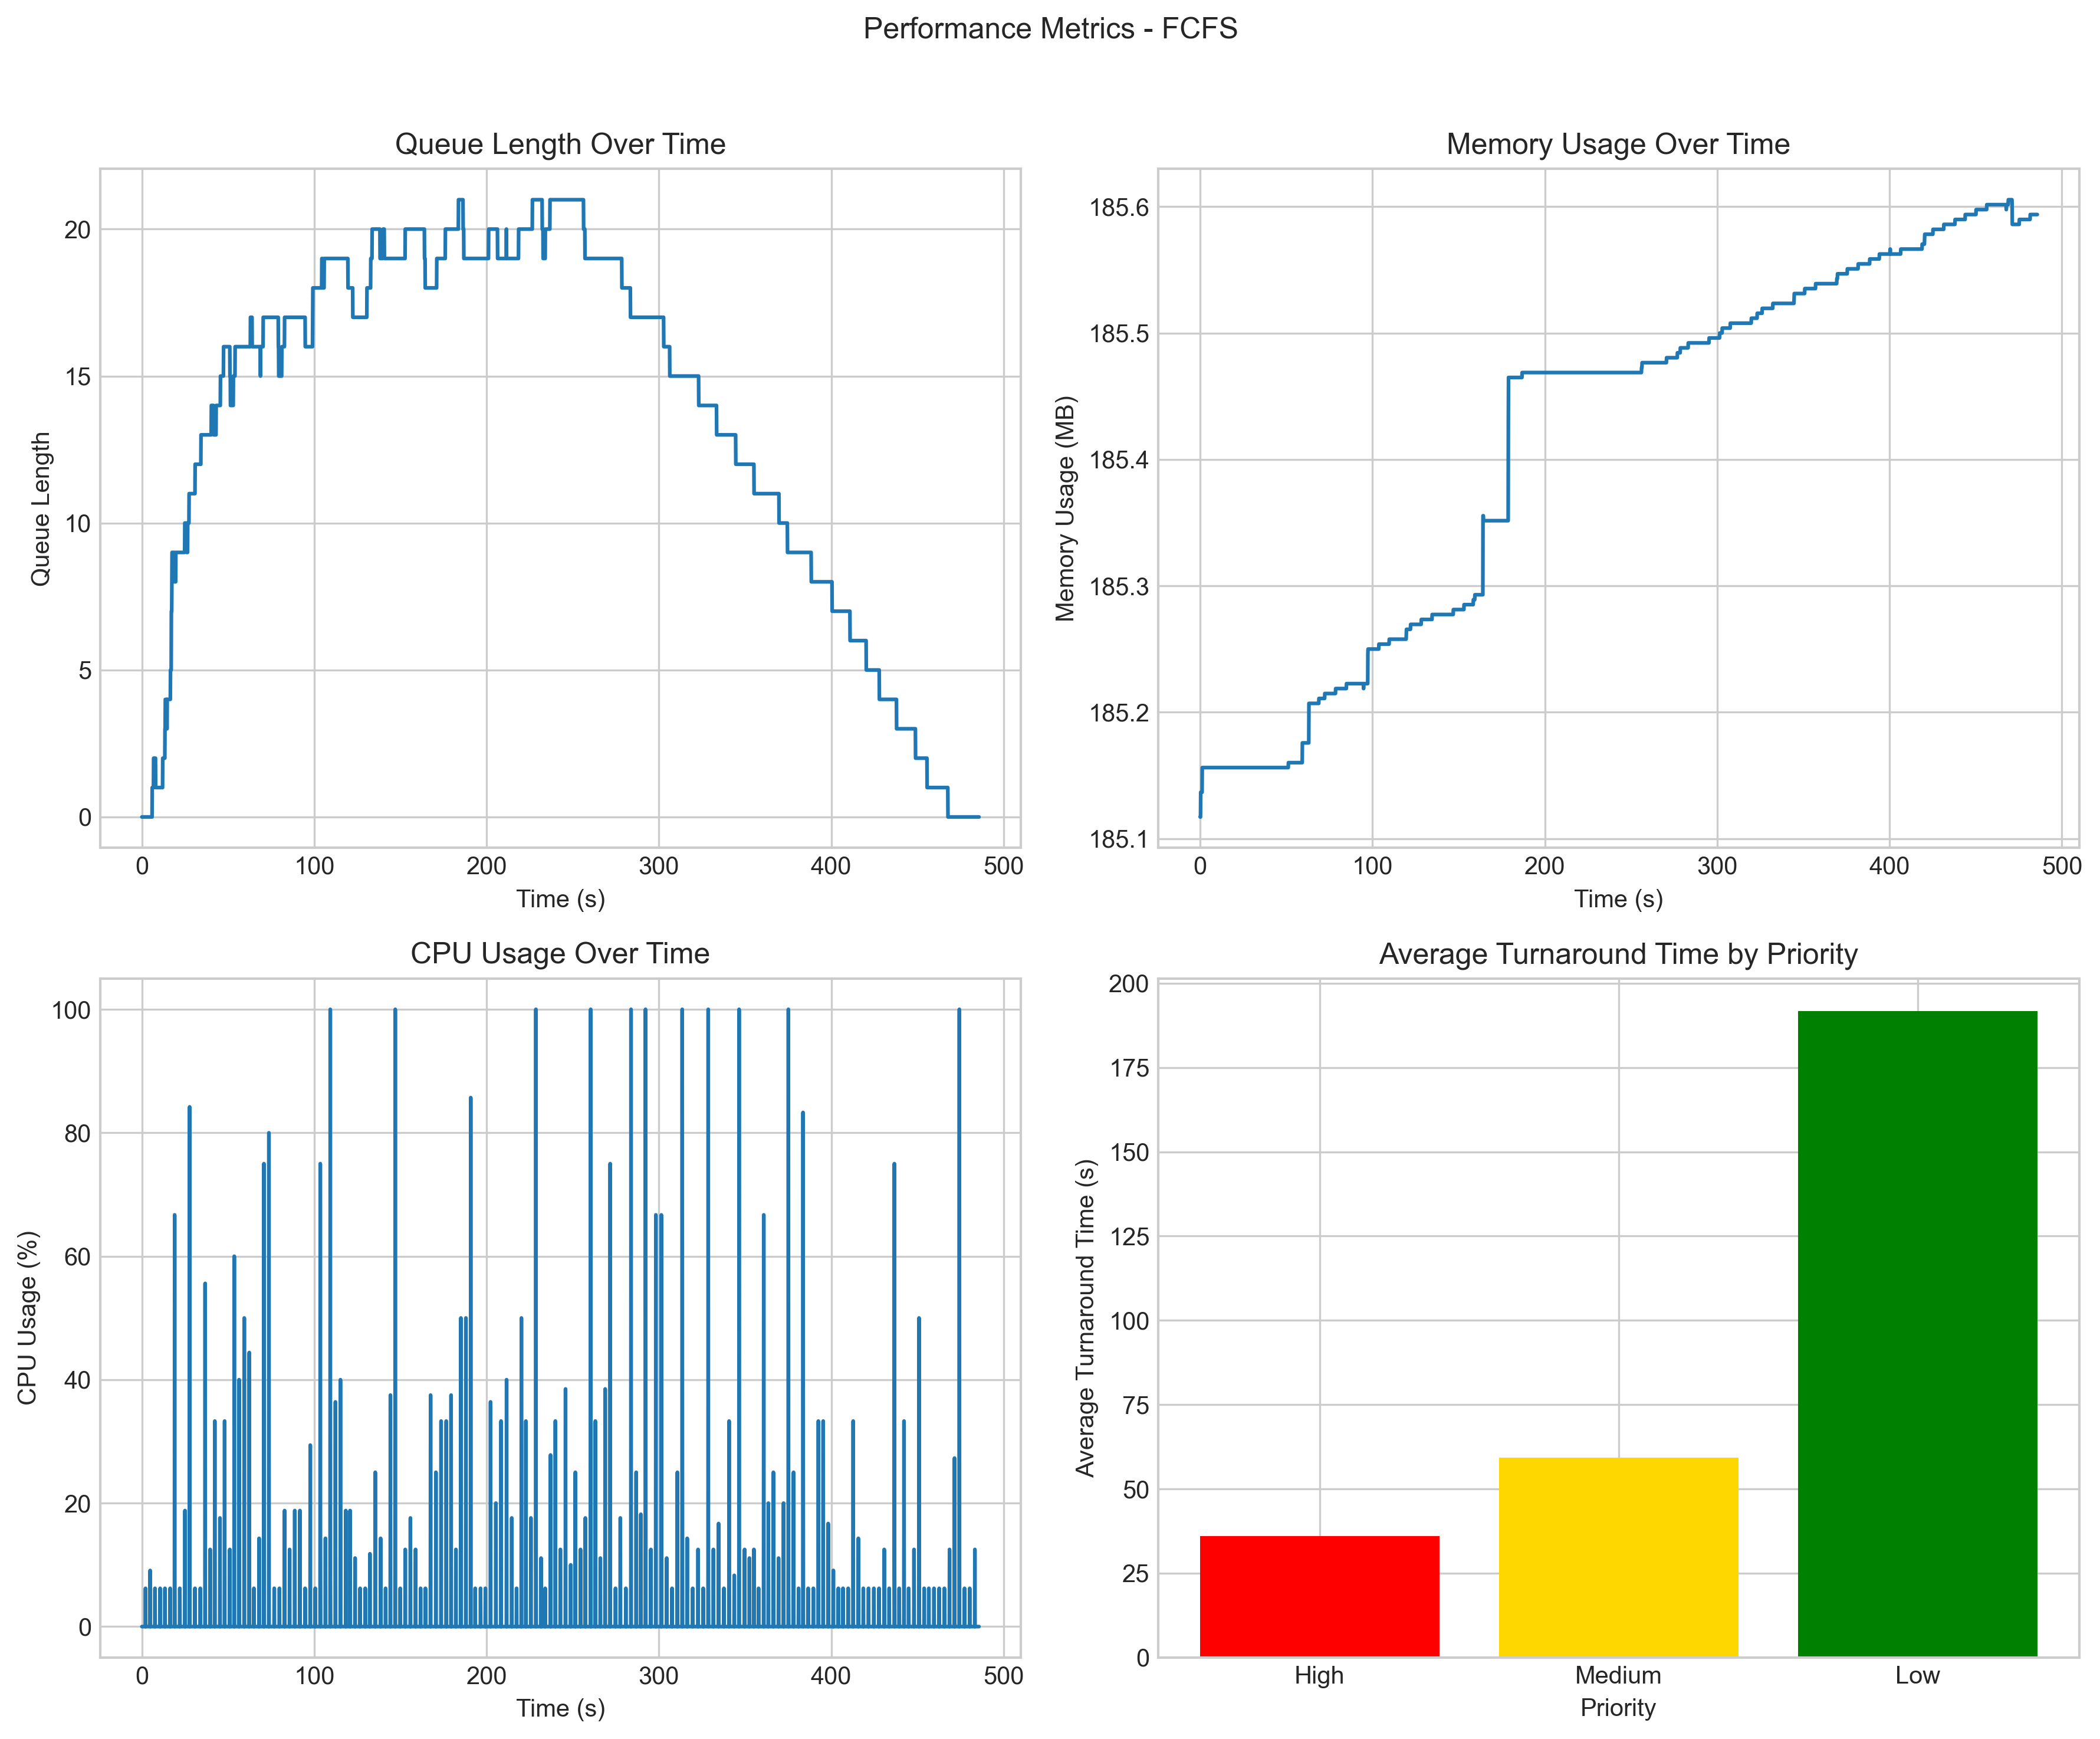 Performance Metrics - FCFS
Queue Length Over Time
Queue Length
20
15
10
5
0
0 100 200 300 400 500
Time (s)
Memory Usage Over Time
Memory Usage (MB)
185.6
185.5
185.4
185.3
185.2
185.1
0 100 200 300 400 500
Time (s)
CPU Usage Over Time
CPU Usage (%)
100
80
60
40
20
0
0 100 200 300 400 500
Time (s)
Average Turnaround Time by Priority
Average Turnaround Time (s)
200
175
150
125
100
75
50
25
0
High Medium Low
Priority